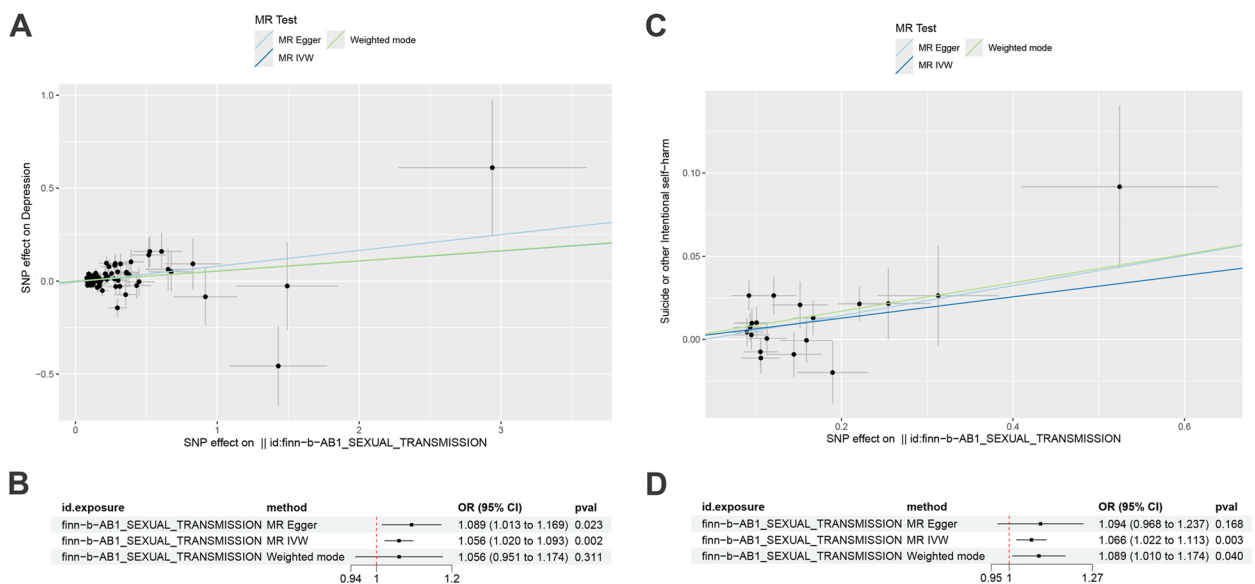 A
MR Test
MR Egger
Weighted mode
MR IVW
SNP effect on Depression
1.0
0.5
0.0
−0.5
0
1
2
3
SNP effect on || id:finn−b−AB1_SEXUAL_TRANSMISSION
B
id.exposure method OR (95% CI) pval
finn−b−AB1_SEXUAL_TRANSMISSION MR Egger 1.089 (1.013 to 1.169) 0.023
finn−b−AB1_SEXUAL_TRANSMISSION MR IVW 1.056 (1.020 to 1.093) 0.002
finn−b−AB1_SEXUAL_TRANSMISSION Weighted mode 1.056 (0.951 to 1.174) 0.311
0.94 1 1.2
C
MR Test
MR Egger
Weighted mode
MR IVW
Suicide or other Intentional self−harm
0.10
0.05
0.00
0.2
0.4
0.6
SNP effect on || id:finn−b−AB1_SEXUAL_TRANSMISSION
D
id.exposure method OR (95% CI) pval
finn−b−AB1_SEXUAL_TRANSMISSION MR Egger 1.094 (0.968 to 1.237) 0.168
finn−b−AB1_SEXUAL_TRANSMISSION MR IVW 1.066 (1.022 to 1.113) 0.003
finn−b−AB1_SEXUAL_TRANSMISSION Weighted mode 1.089 (1.010 to 1.174) 0.040
0.95 1 1.27